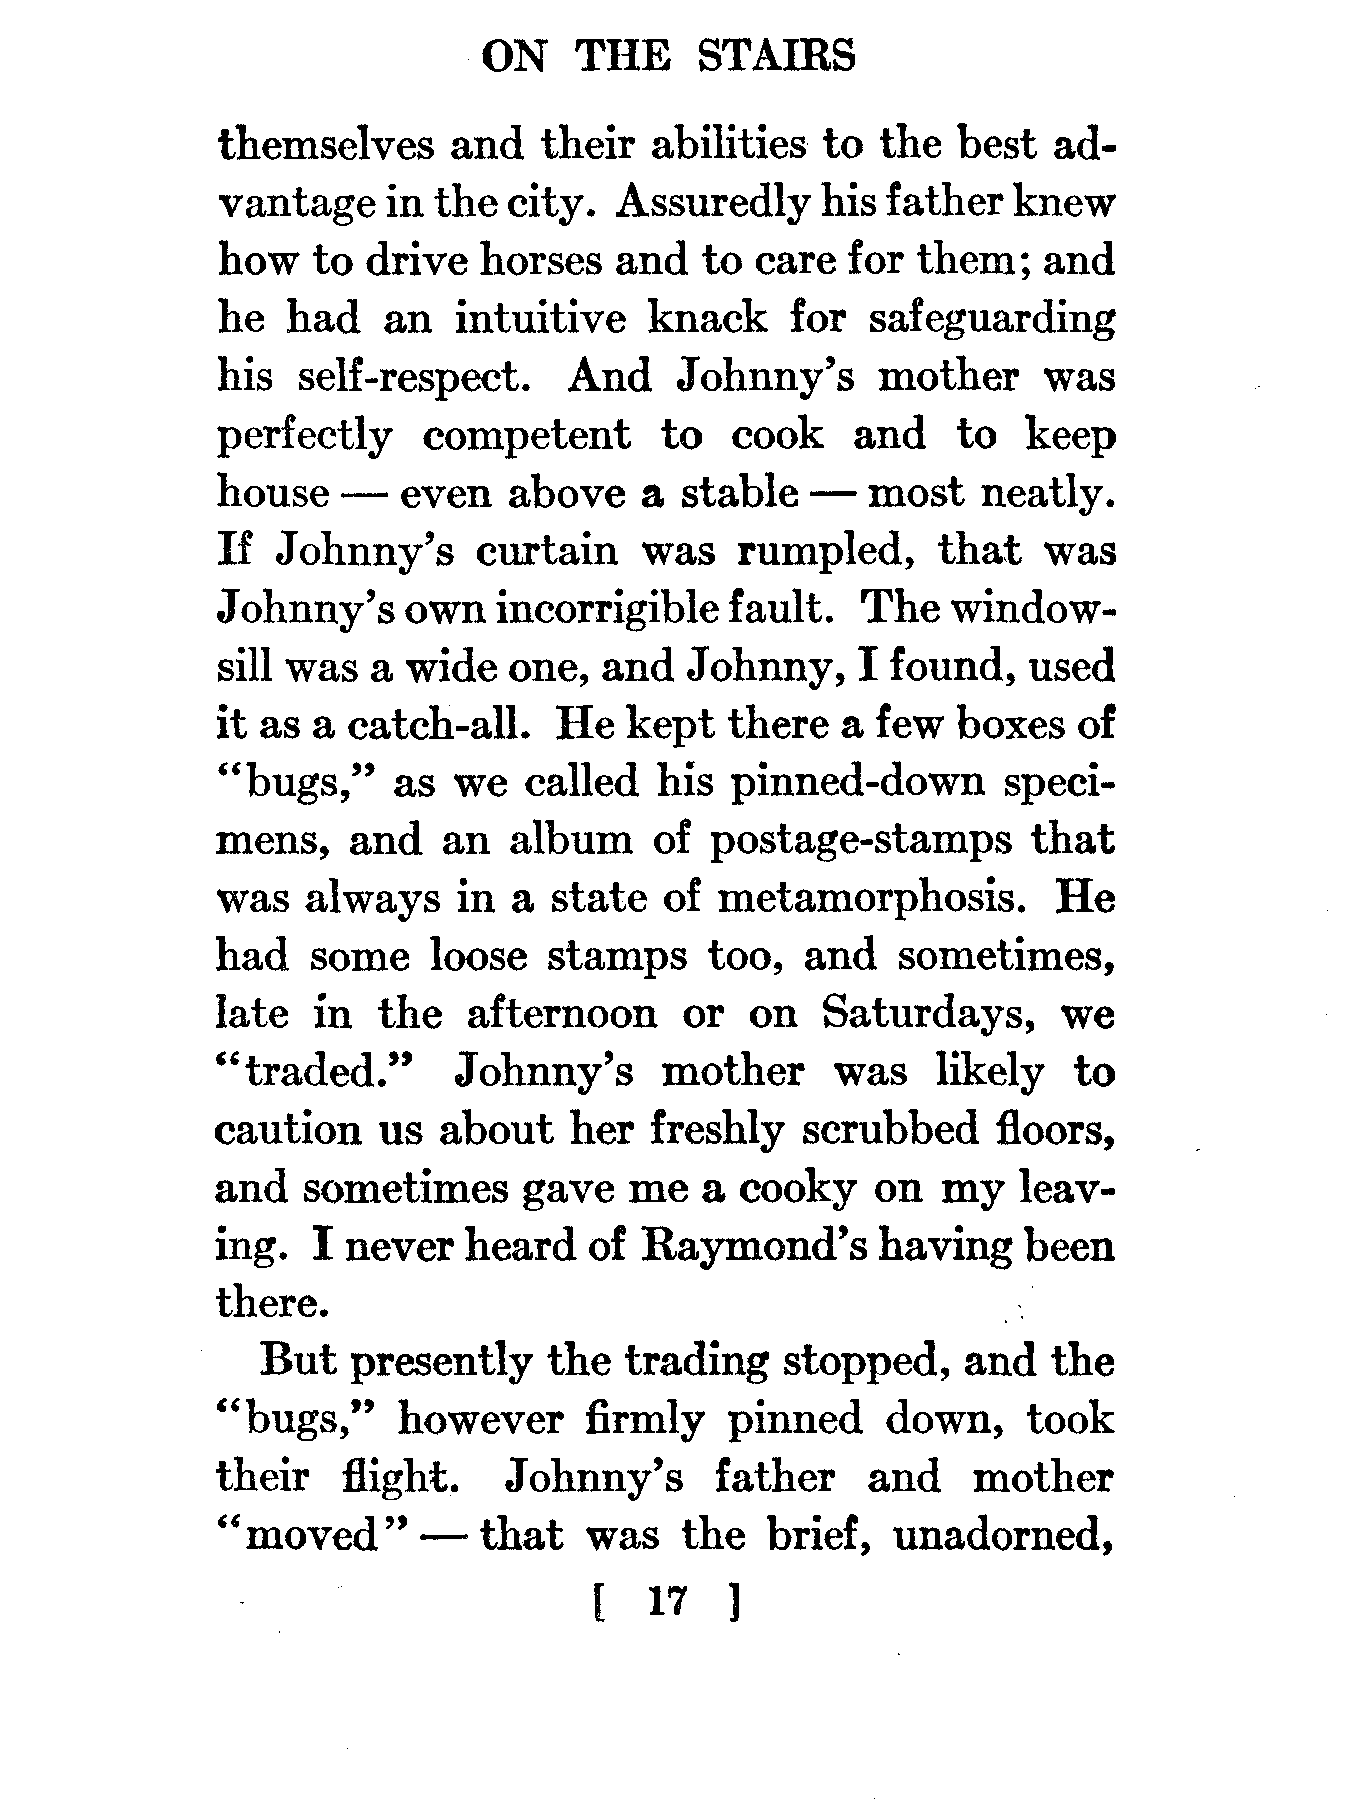 ON THE STAIRS
themselves and their abilities to the best ad-
vantage in the city. Assuredly his father knew
how to drive horses and to care for them; and
he had an intuitive knack for safeguarding
his self-respect. And Johnny's mother was
perfectly competent to cook and to keep
house — even above a stable — most neatly.
If Johnny's curtain was rumpled, that was
Johnny's own incorrigible fault. The window-
sill was a wide one, and Johnny, I found, used
it as a catch-all. He kept there a few boxes of
“bugs,” as we called his pinned-down speci-
mens, and an album of postage-stamps that
was always in a state of metamorphosis. He
had some loose stamps too, and sometimes,
late in the afternoon or on Saturdays, we
“traded.” Johnny's mother was likely to
caution us about her freshly scrubbed floors,
and sometimes gave me a cooky on my leav-
ing. I never heard of Raymond's having been
there.
But presently the trading stopped, and the
“bugs,” however firmly pinned down, took
their flight. Johnny's father and mother
“moved” — that was the brief, unadorned,
[ 17 ]